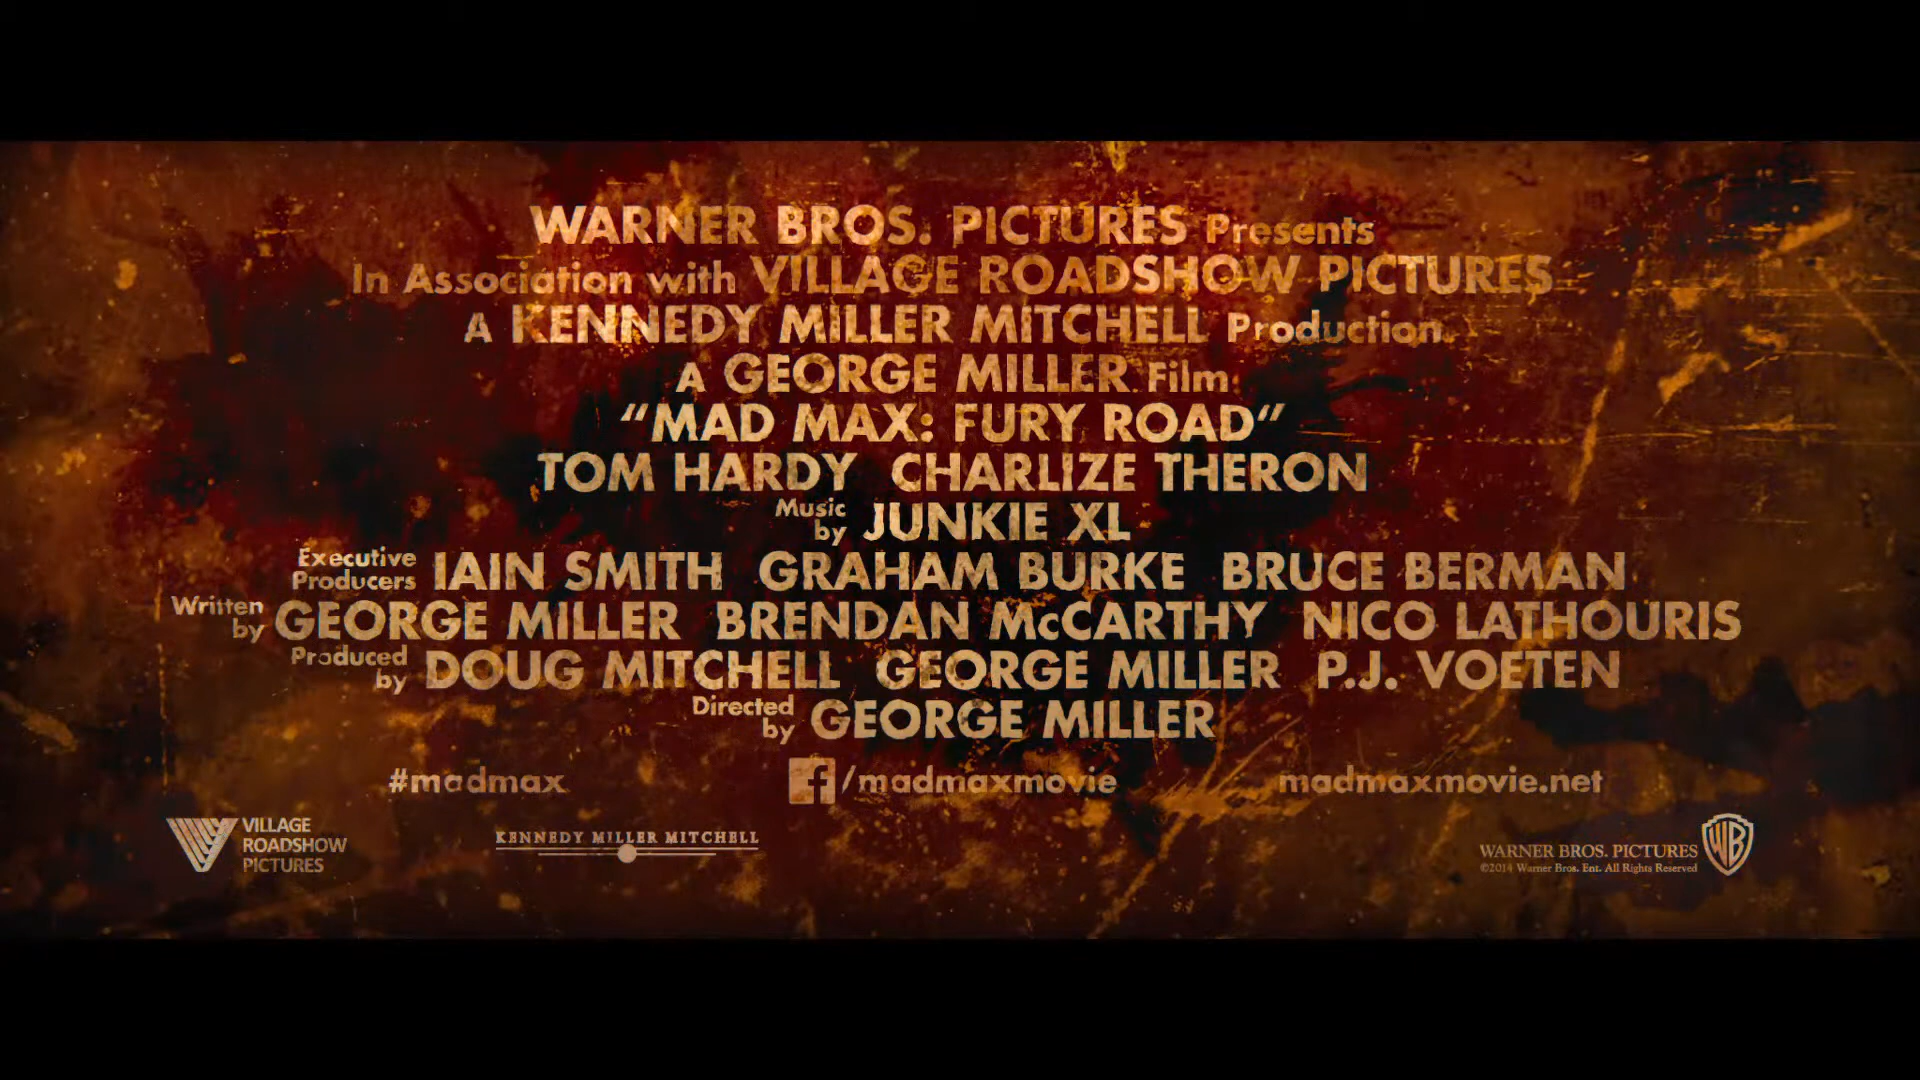 WARNER BROS. PICTURES Presents
In Association with VILLAGE ROADSHOW PICTURES
A KENNEDY MILLER MITCHELL Production
A GEORGE MILLER Film
“MAD MAX: FURY ROAD”
TOM HARDY CHARLIZE THERON
Music by JUNKIE XL
Executive Producers IAIN SMITH GRAHAM BURKE BRUCE BERMAN
Written by GEORGE MILLER BRENDAN McCARTHY NICO LATHOURIS
Produced by DOUG MITCHELL GEORGE MILLER P.J. VOETEN
Directed by GEORGE MILLER
#madmax f/madmaxmovie madmaxmovie.net
VILLAGE
ROADSHOW
PICTURES
KENNEDY MILLER MITCHELL
WARNER BROS. PICTURES WB
©2014 Warner Bros. Ent. All Rights Reserved